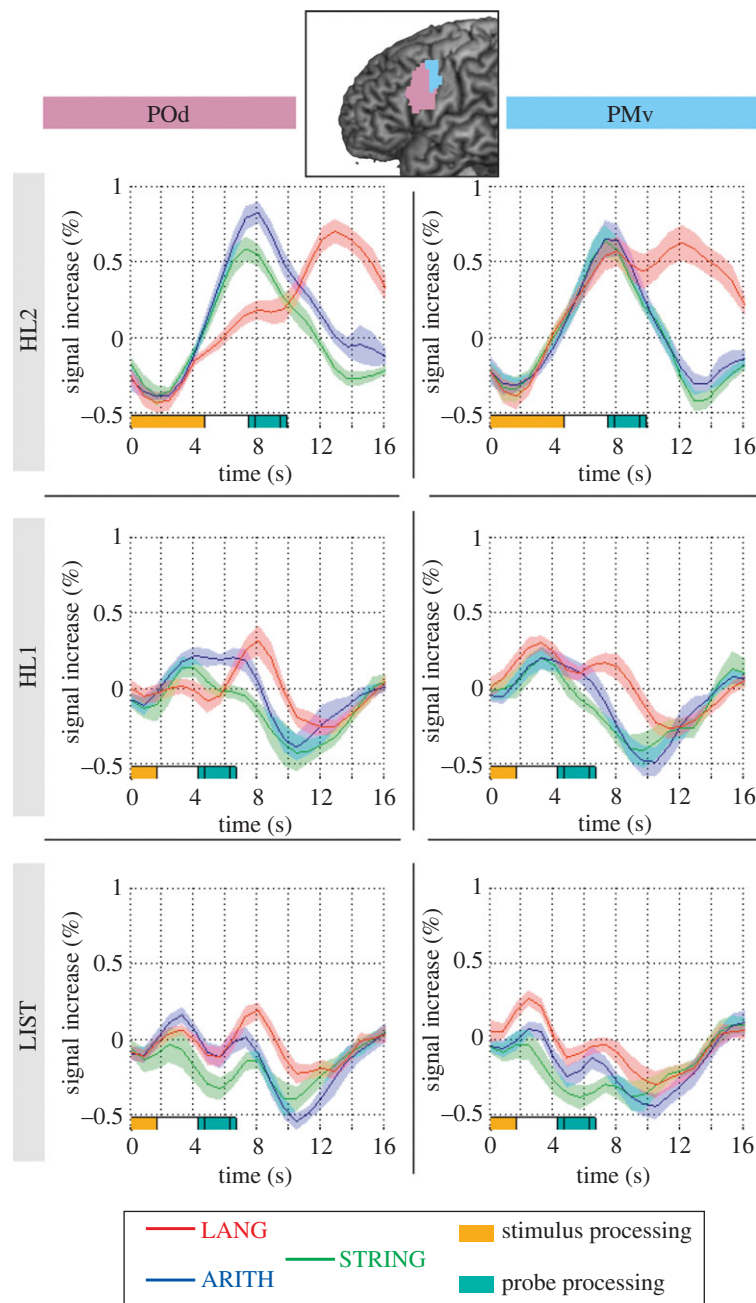 POd
PMv
HL2
signal increase (%)
1
0.5
0
–0.5
0 4 8 12 16
time (s)
signal increase (%)
1
0.5
0
–0.5
0 4 8 12 16
time (s)
HL1
signal increase (%)
1
0.5
0
–0.5
0 4 8 12 16
time (s)
signal increase (%)
1
0.5
0
–0.5
0 4 8 12 16
time (s)
LIST
signal increase (%)
1
0.5
0
–0.5
0 4 8 12 16
time (s)
signal increase (%)
1
0.5
0
–0.5
0 4 8 12 16
time (s)
LANG
STRING
ARITH
stimulus processing
probe processing